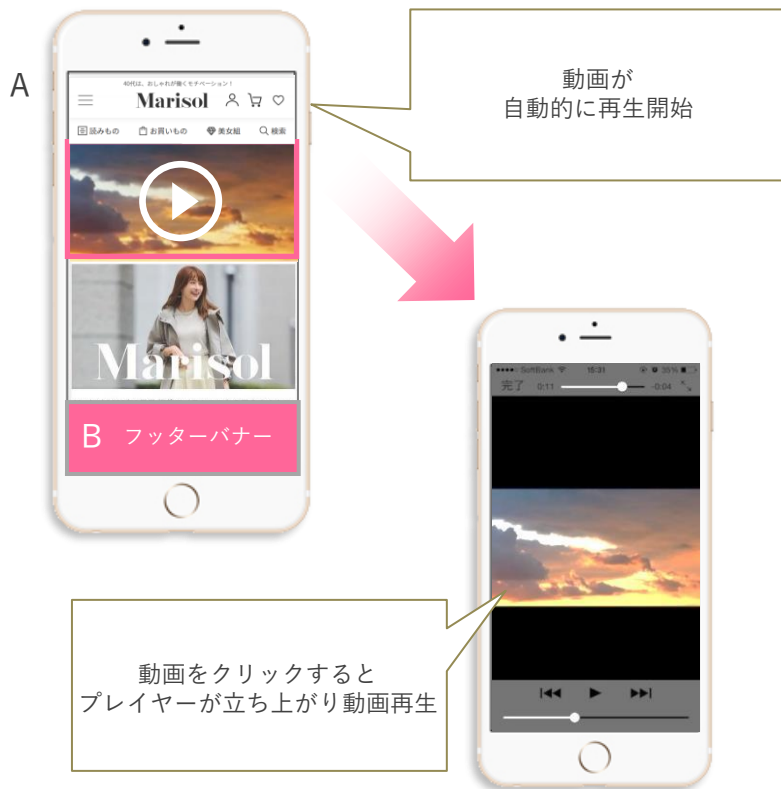 A
40代は、おしゃれが働くモチベーション！
Marisol
読みもの お買いもの 美女組 検索
Marisol
B フッターバナー
動画が
自動的に再生開始
SoftBank 15:31 35%
完了 0:11 -0:04
動画をクリックすると
プレイヤーが立ち上がり動画再生